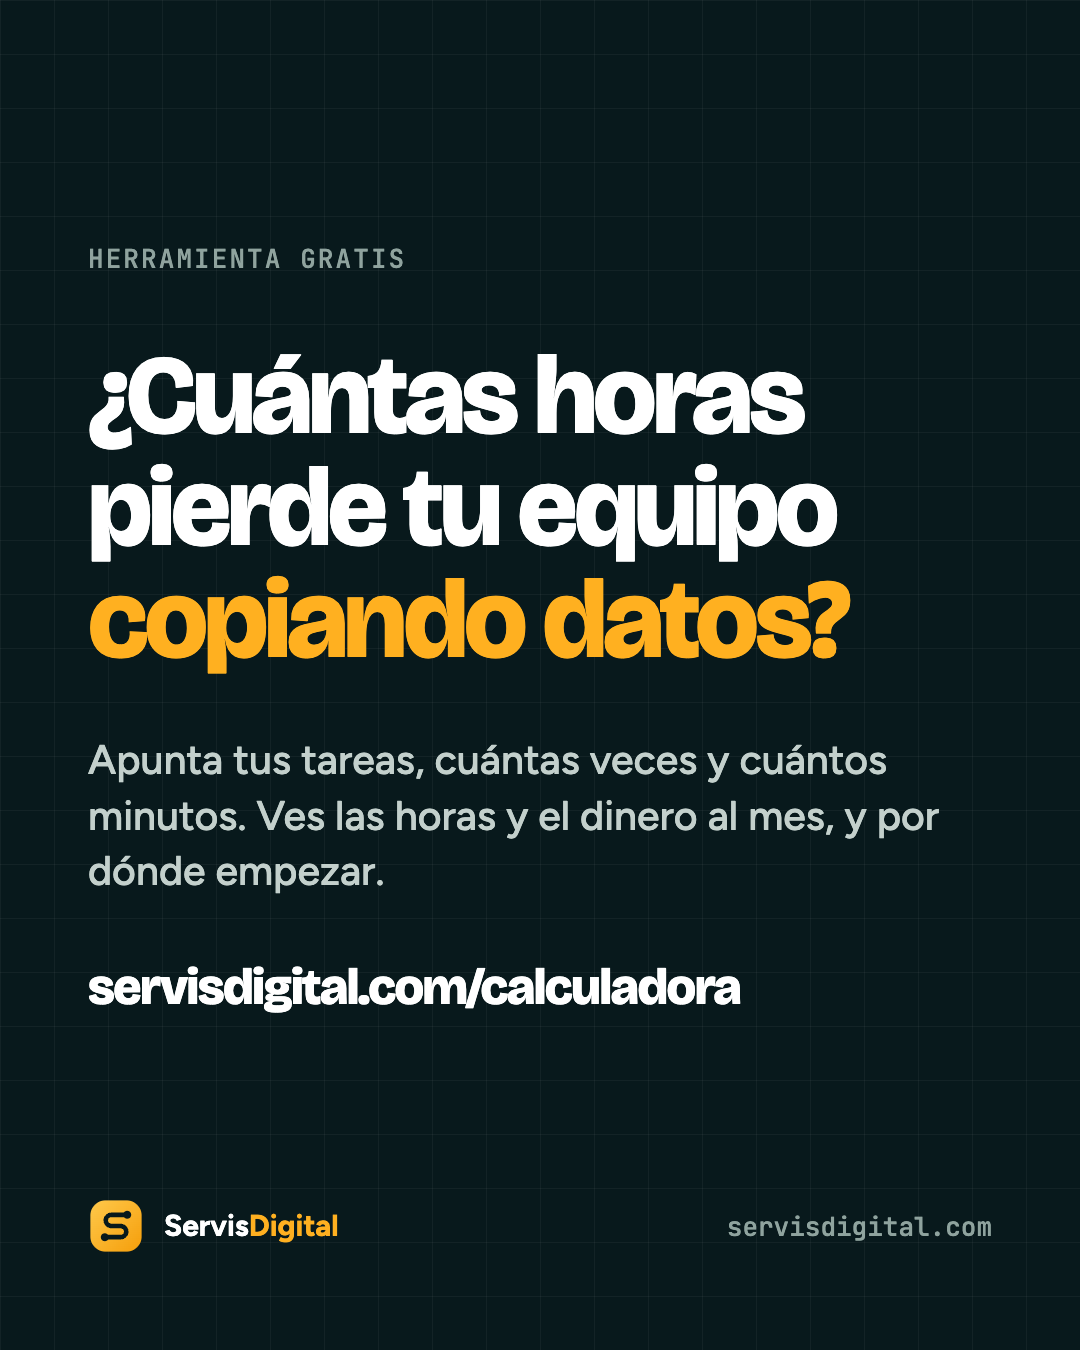 HERRAMIENTA GRATIS
¿Cuántas horas
pierde tu equipo
copiando datos?
Apunta tus tareas, cuántas veces y cuántos
minutos. Ves las horas y el dinero al mes, y por
dónde empezar.
servisdigital.com/calculadora
ServisDigital
servisdigital.com